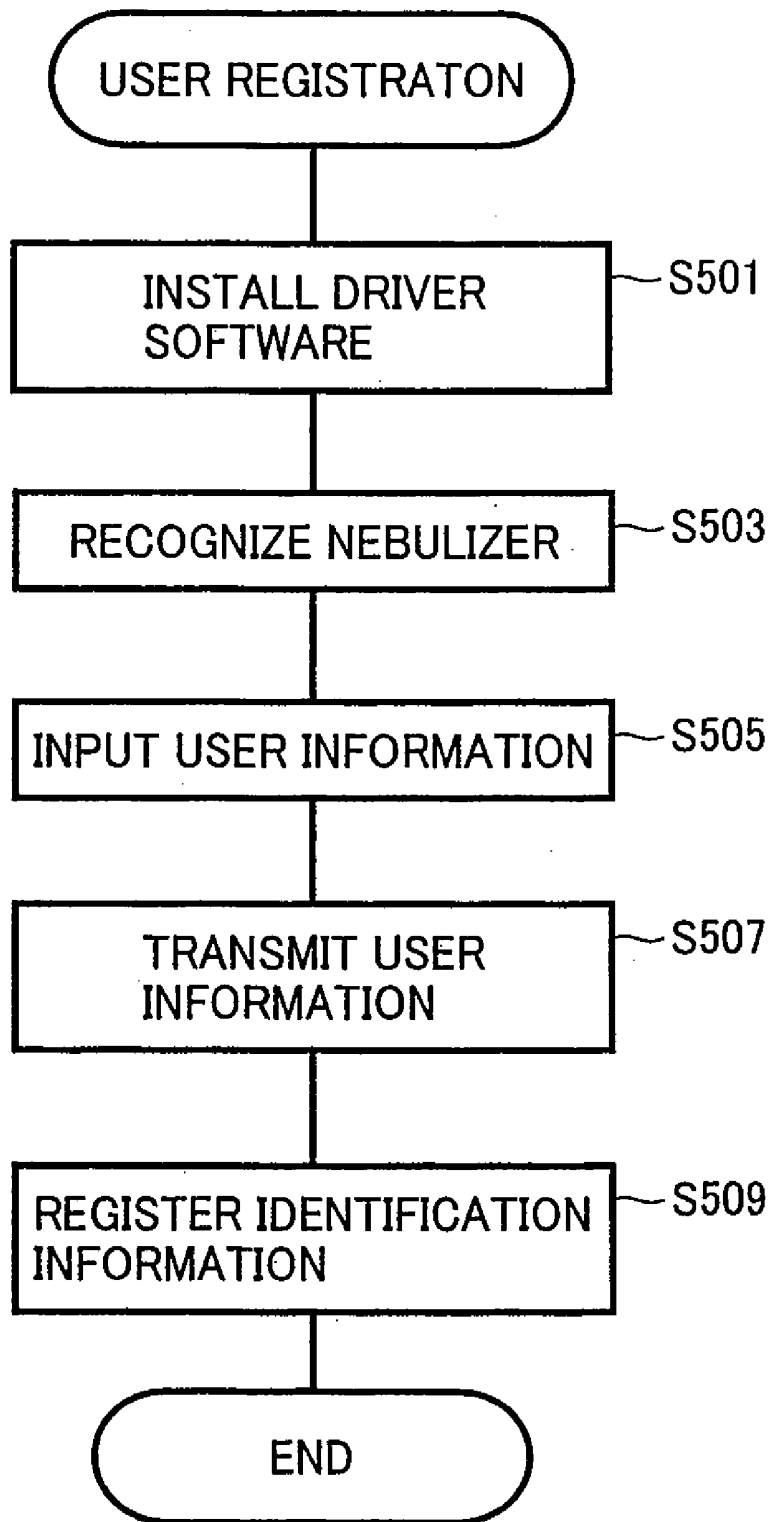 USER REGISTRATON
INSTALL DRIVER
SOFTWARE
S501
RECOGNIZE NEBULIZER
S503
INPUT USER INFORMATION
S505
TRANSMIT USER
INFORMATION
S507
REGISTER IDENTIFICATION
INFORMATION
S509
END